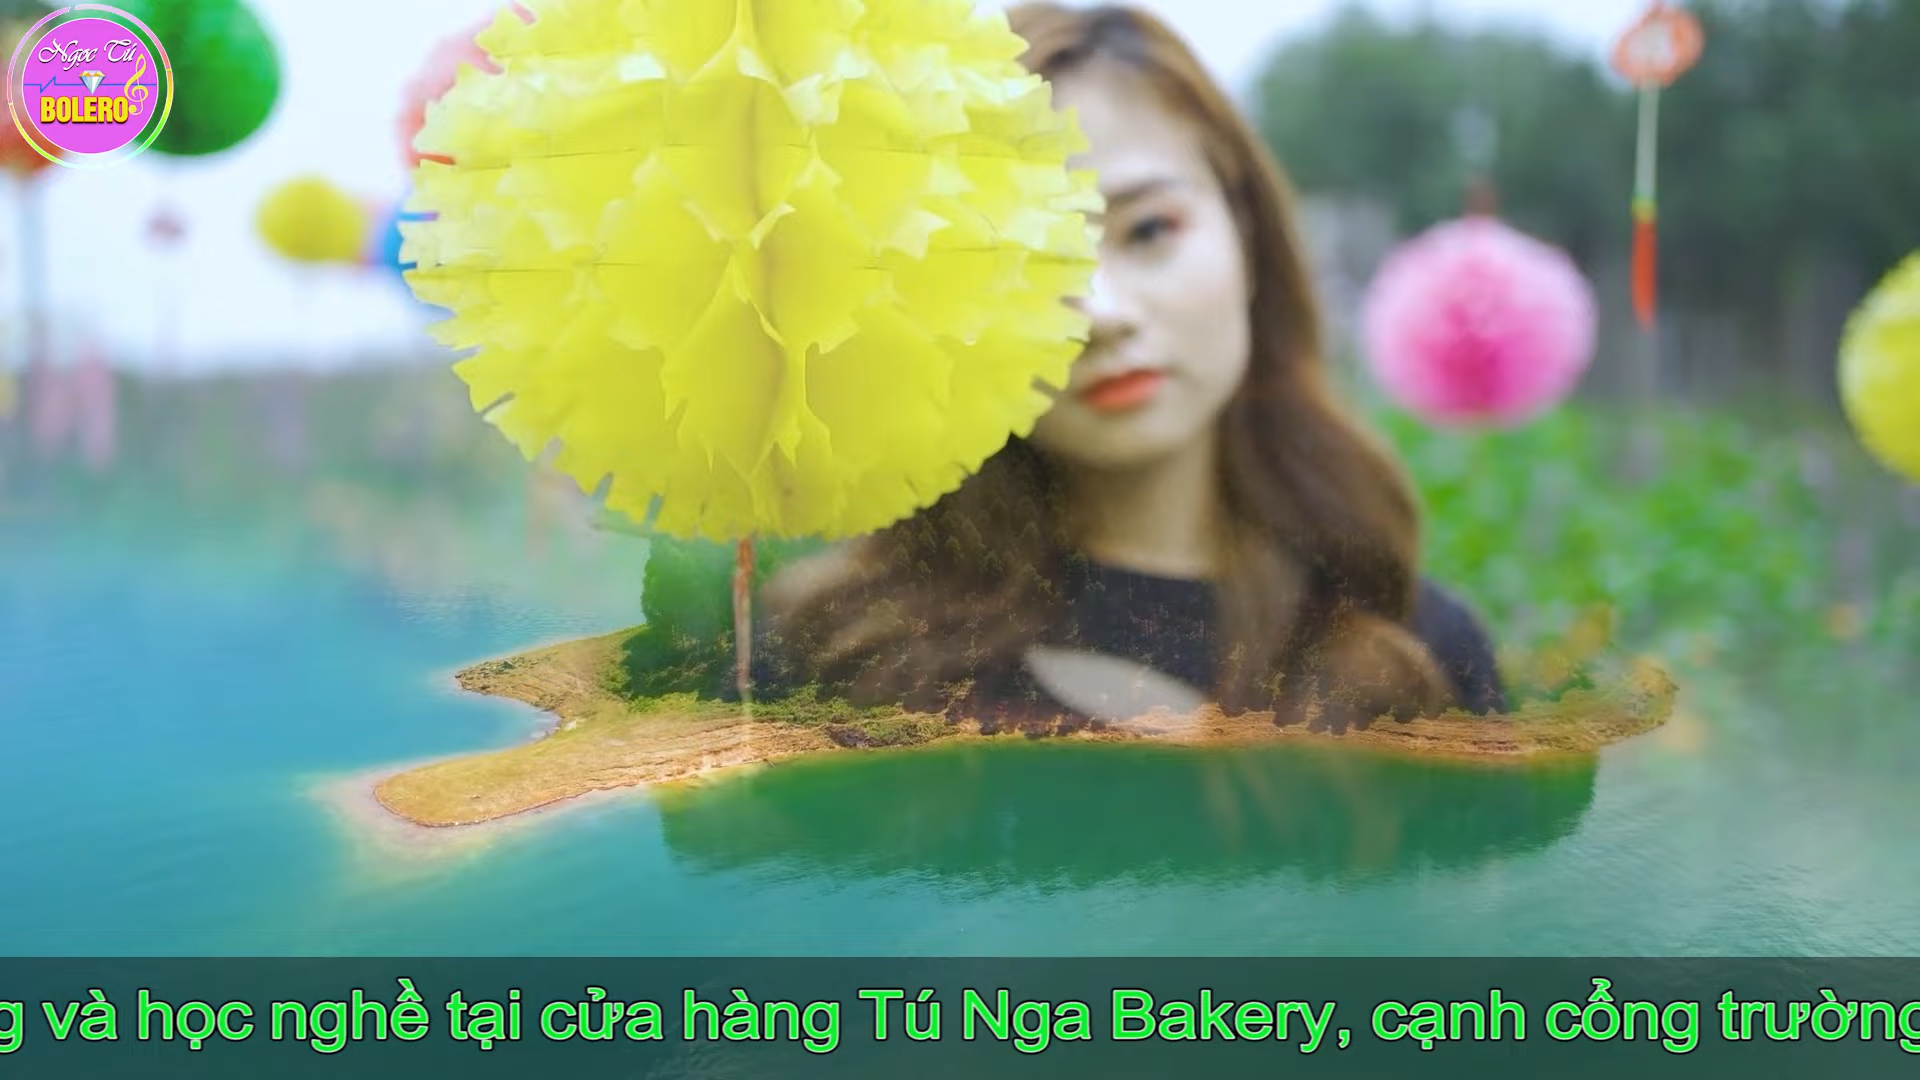 Ngọc Tú
BOLERO
g và học nghề tại cửa hàng Tú Nga Bakery, cạnh cổng trường